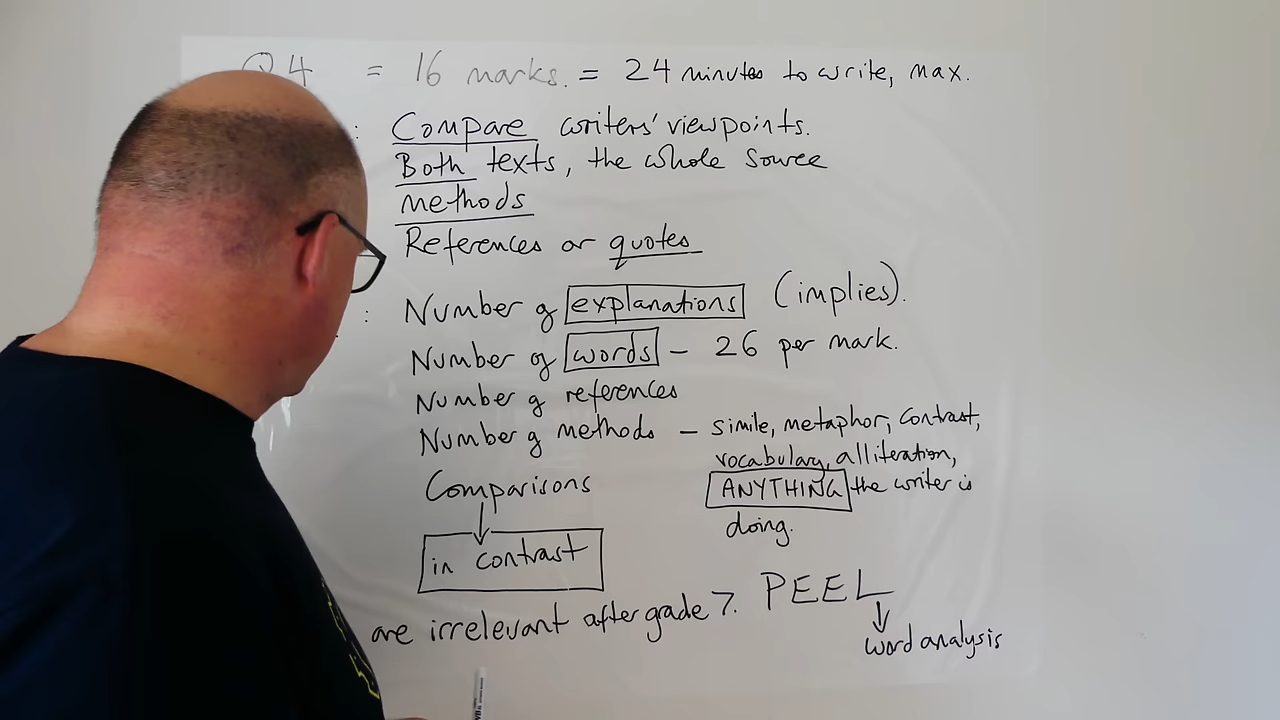 Q4 = 16 marks. = 24 minutes to write, max.
: Compare writers' viewpoints.
Both texts, the whole source
methods
References or quotes
: Number of explanations (implies).
Number of words - 26 per mark.
Number of references
Number of methods - simile, metaphor, contrast,
vocabulary, alliteration,
ANYTHING the writer is
doing.
Comparisons
in contrast
are irrelevant after grade 7.
PEEL
word analysis